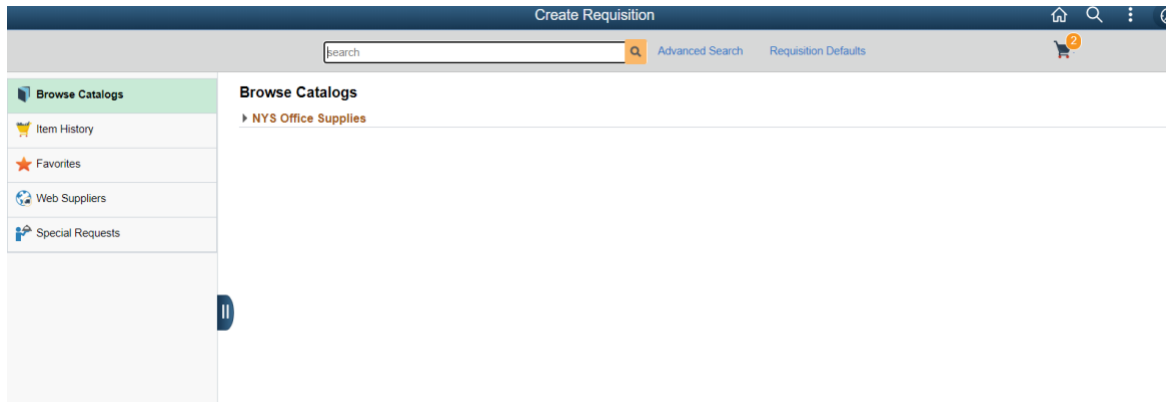 Create Requisition
search
Advanced Search
Requisition Defaults
2
Browse Catalogs
Item History
Favorites
Web Suppliers
Special Requests
Browse Catalogs
NYS Office Supplies